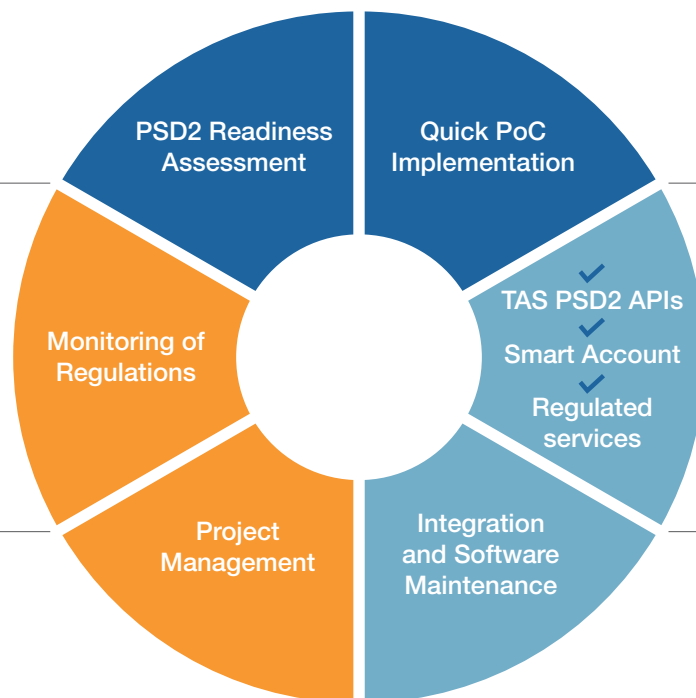 PSD2 Readiness
Assessment
Quick PoC
Implementation
TAS PSD2 APIs
Smart Account
Regulated
services
Integration
and Software
Maintenance
Project
Management
Monitoring of
Regulations